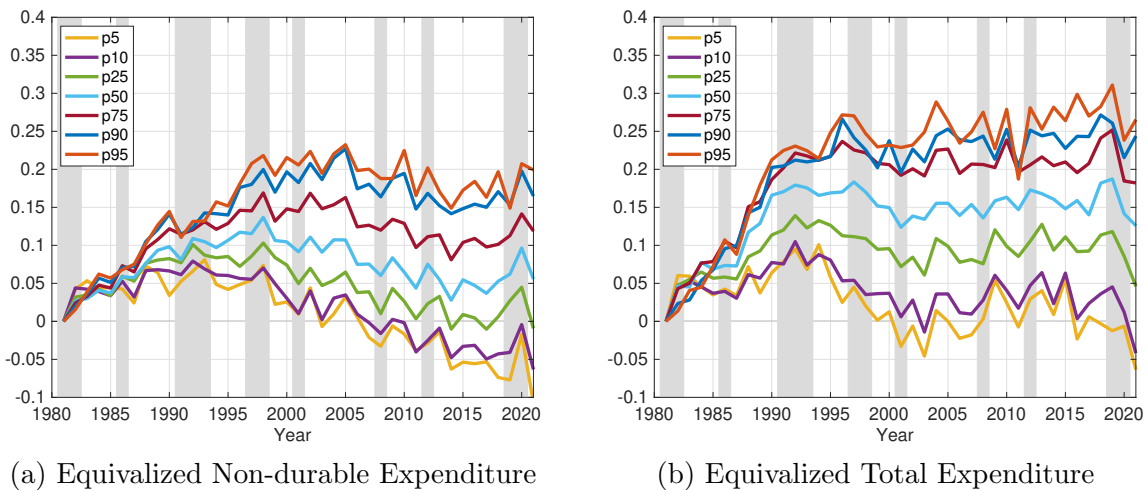 0.4
0.35
0.3
0.25
0.2
0.15
0.1
0.05
0
-0.05
-0.1
p5
p10
p25
p50
p75
p90
p95
1980 1985 1990 1995 2000 2005 2010 2015 2020
Year
(a) Equivalized Non-durable Expenditure
0.4
0.35
0.3
0.25
0.2
0.15
0.1
0.05
0
-0.05
-0.1
p5
p10
p25
p50
p75
p90
p95
1980 1985 1990 1995 2000 2005 2010 2015 2020
Year
(b) Equivalized Total Expenditure